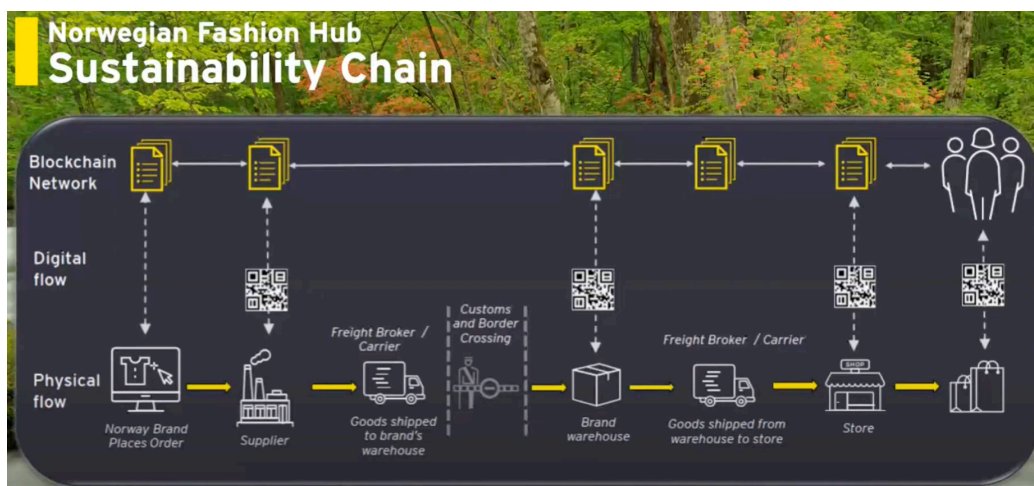 Norwegian Fashion Hub
Sustainability Chain
Blockchain
Network
Digital
flow
Customs
and Border
Crossing
Freight Broker /
Carrier
Freight Broker / Carrier
SHOP
Physical
flow
Norway Brand
Places Order
Supplier
Goods shipped
to brand's
warehouse
Brand
warehouse
Goods shipped from
warehouse to store
Store